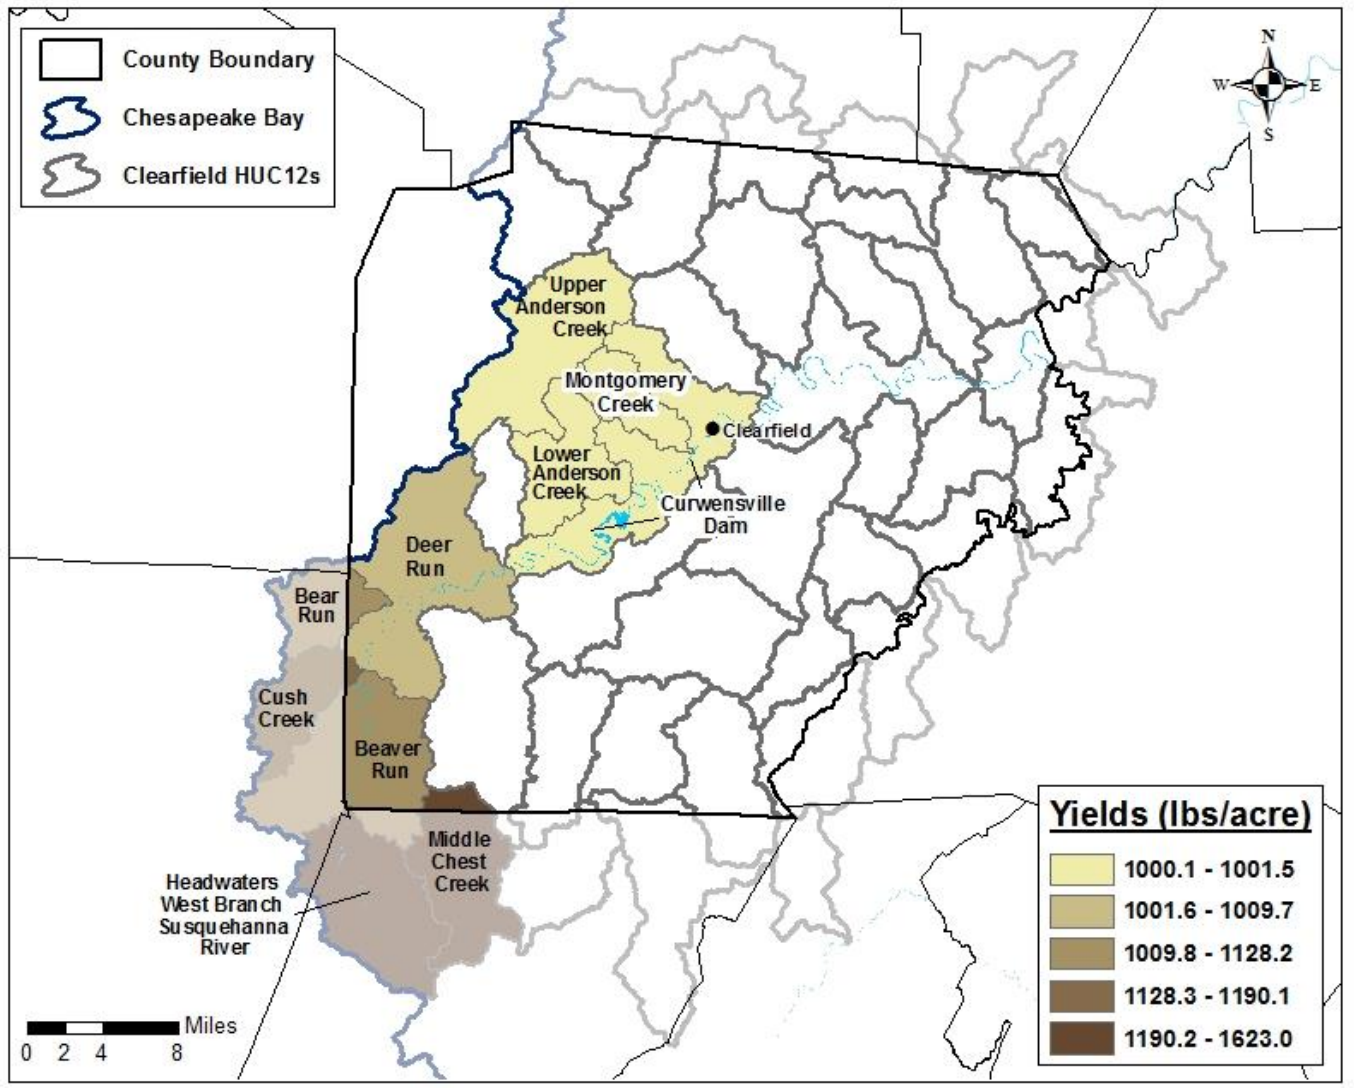 County Boundary
Chesapeake Bay
Clearfield HUC12s
N
W
E
S
Upper
Anderson
Creek
Montgomery
Creek
Clearfield
Lower
Anderson
Creek
Curwensville
Dam
Deer
Run
Bear
Run
Cush
Creek
Beaver
Run
Middle
Chest
Creek
Headwaters
West Branch
Susquehanna
River
Yields (lbs/acre)
1000.1 - 1001.5
1001.6 - 1009.7
1009.8 - 1128.2
1128.3 - 1190.1
1190.2 - 1623.0
Miles
0 2 4 8